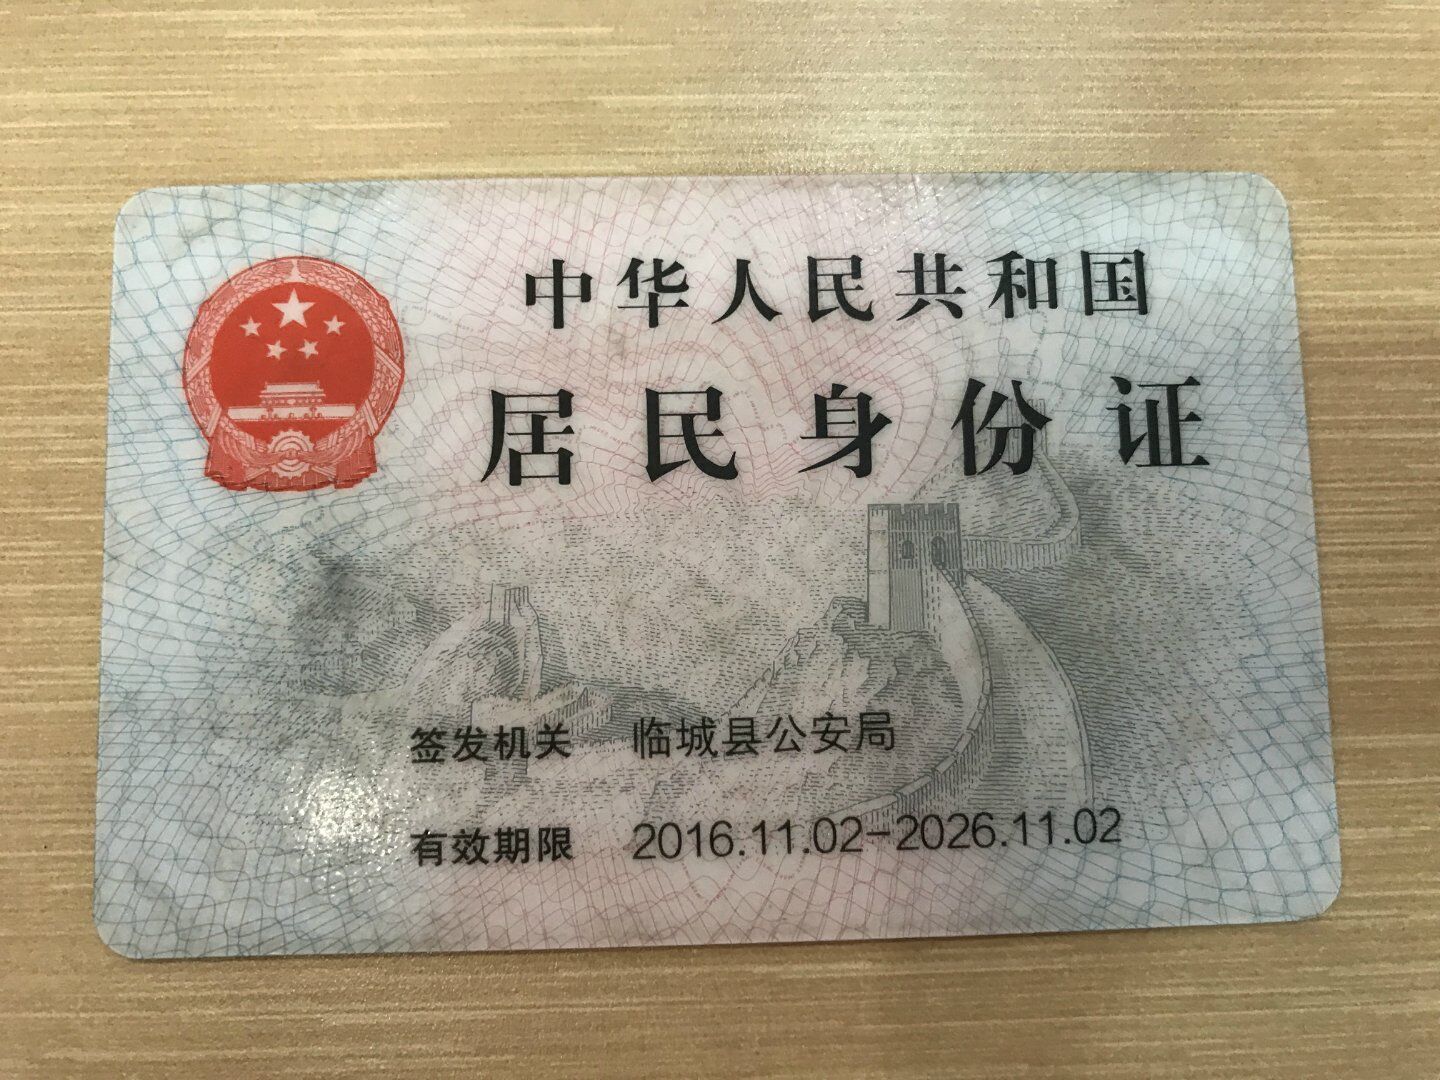 中华人民共和国
居民身份证
签发机关 临城县公安局
有效期限 2016.11.02-2026.11.02